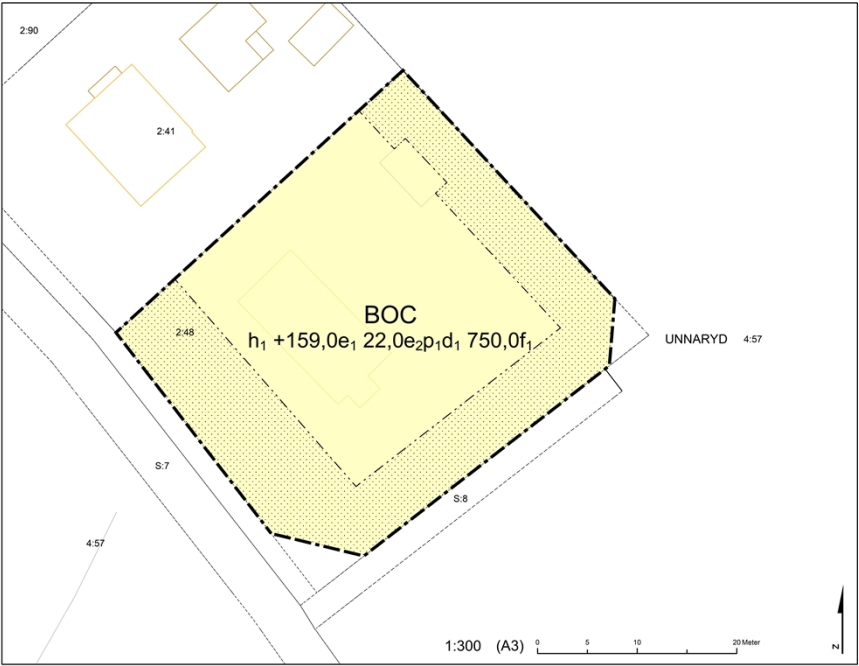 2:90
2:41
BOC
2:48
h₁ +159,0e₁ 22,0e₂p₁d₁ 750,0f₁
UNNARYD 4:57
S:7
S:8
4:57
1:300 (A3) 0 5 10 20 Meter
N